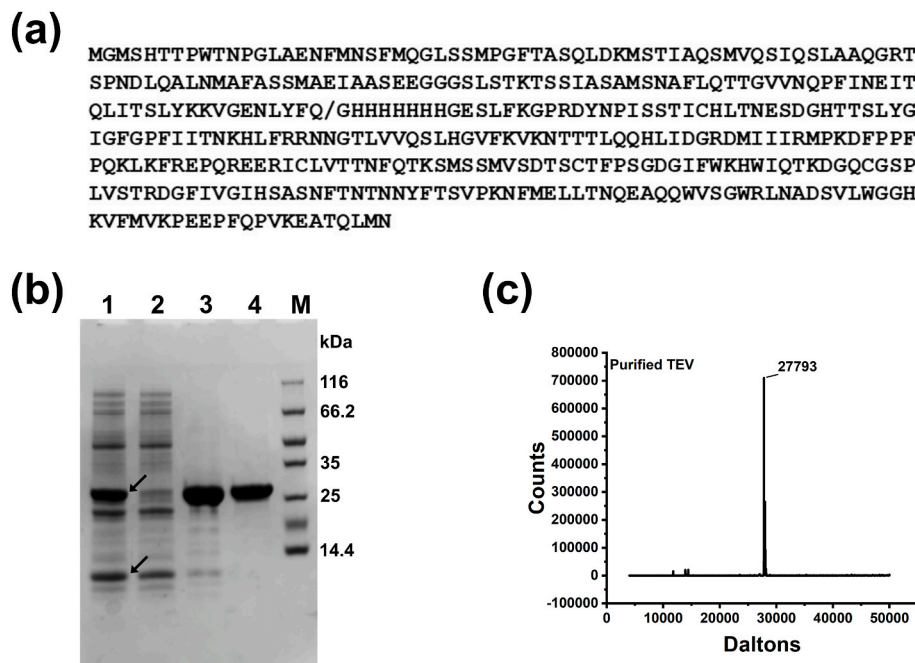 (a)
MGMSHTTPWTNPGLAENFMNSFMQGLSSMPGFTASQLDKMSTIAQSMVQSIQSLAAQGRT
SPNDLQALNMAFASSMAEIAASEEGGGSLSTKTSSIASAMSNAFLQTTGVVNQPFINEIT
QLITSLYKKVGENLYFQ/GHHHHHHHGESLFKGPRDYNPISSTICHLTNESDGHTTSLYG
IGFGPFIITNKHLFRRNNGTLVVQSLHGVFKVKNTTTLQQHLIDGRDMIIIRMPKDFPPF
PQKLKFREPQREERICLVTTNFQTKSMSSMVSDTSCTFPSGDGIFWKHWIQTKDGQCGSP
LVSTRDGFIVGIHSASNFTNTNNYFTSVPKNFMELLTNQEAQQWVSGWRLNADSVLWGGH
KVFMVKPEEPFQPVKEATQLMN
(b)
1 2 3 4 M
kDa
116
66.2
35
25
14.4
(c)
Purified TEV
27793
800000
700000
600000
500000
400000
300000
200000
100000
0
-100000
Counts
0 10000 20000 30000 40000 50000
Daltons